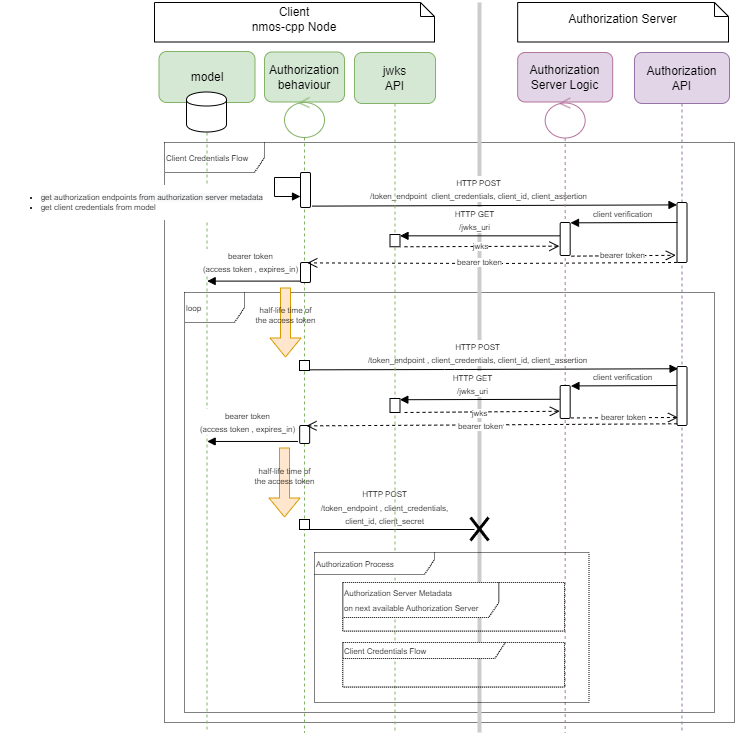 Client
nmos-cpp Node
Authorization Server
model
Authorization
behaviour
jwks
API
Authorization
Server Logic
Authorization
API
Client Credentials Flow
get authorization endpoints from authorization server metadata
get client credentials from model
HTTP POST
/token_endpoint client_credentials, client_id, client_assertion
HTTP GET
/jwks_uri
client verification
jwks
bearer token
bearer token
bearer token
(access token , expires_in)
loop
half-life time of
the access token
HTTP POST
/token_endpoint , client_credentials, client_id, client_assertion
HTTP GET
/jwks_uri
client verification
jwks
bearer token
bearer token
bearer token
(access token , expires_in)
half-life time of
the access token
HTTP POST
/token_endpoint , client_credentials,
client_id, client_secret
Authorization Process
Authorization Server Metadata
on next available Authorization Server
Client Credentials Flow